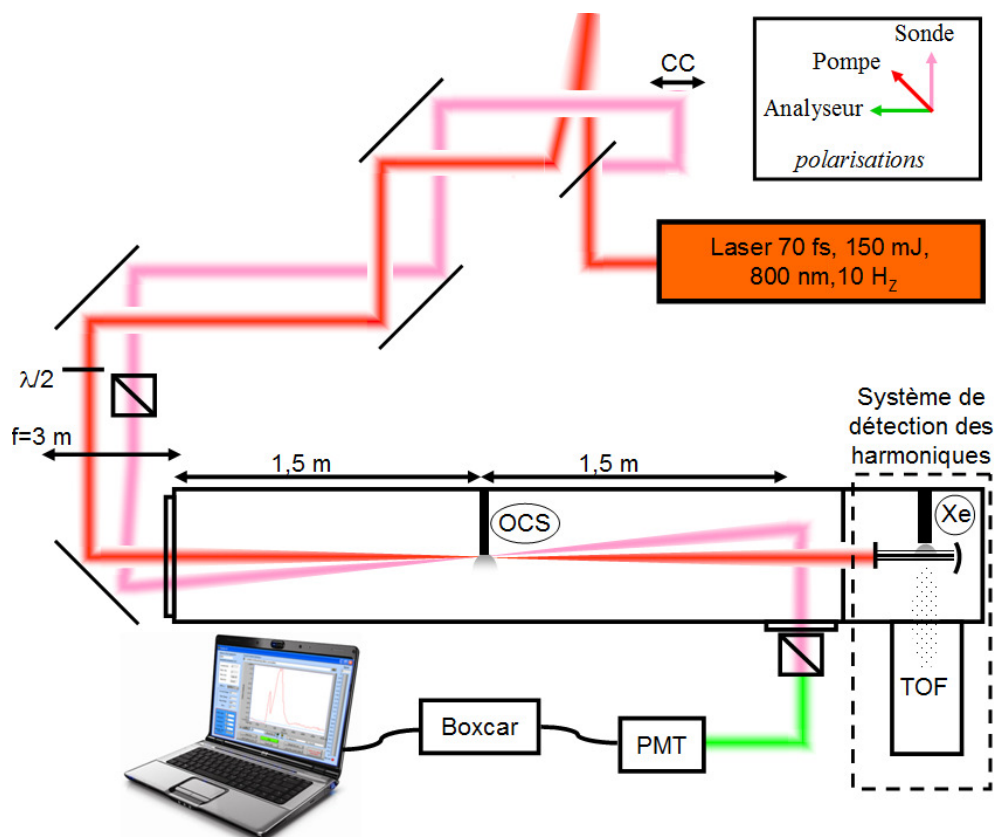 CC
Sonde
Pompe
Analyseur
polarisations
Laser 70 fs, 150 mJ,
800 nm,10 HZ
λ/2
f=3 m
1,5 m
1,5 m
Système de
détection des
harmoniques
OCS
Xe
TOF
Boxcar
PMT